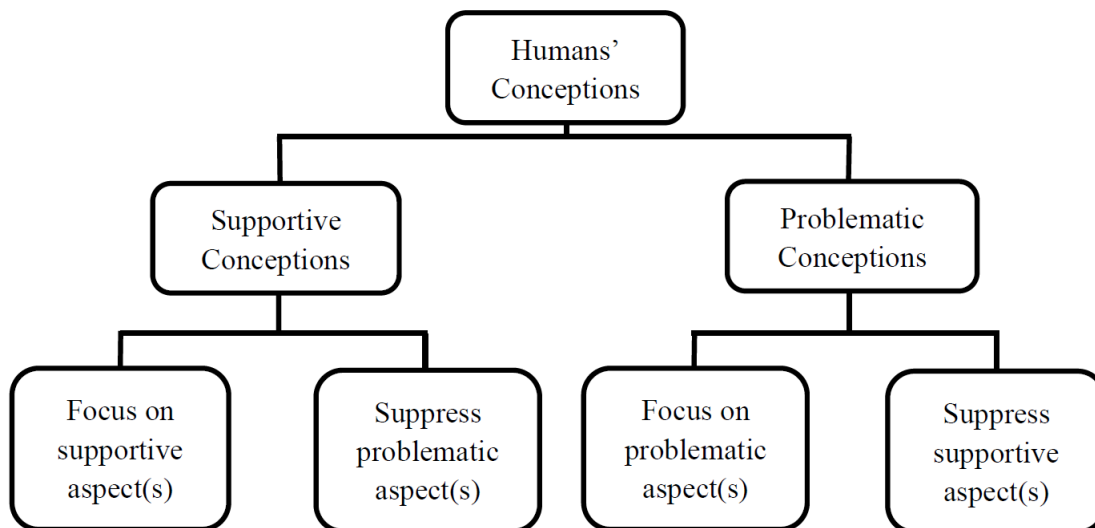 Humans’
Conceptions
Supportive
Conceptions
Problematic
Conceptions
Focus on
supportive
aspect(s)
Suppress
problematic
aspect(s)
Focus on
problematic
aspect(s)
Suppress
supportive
aspect(s)